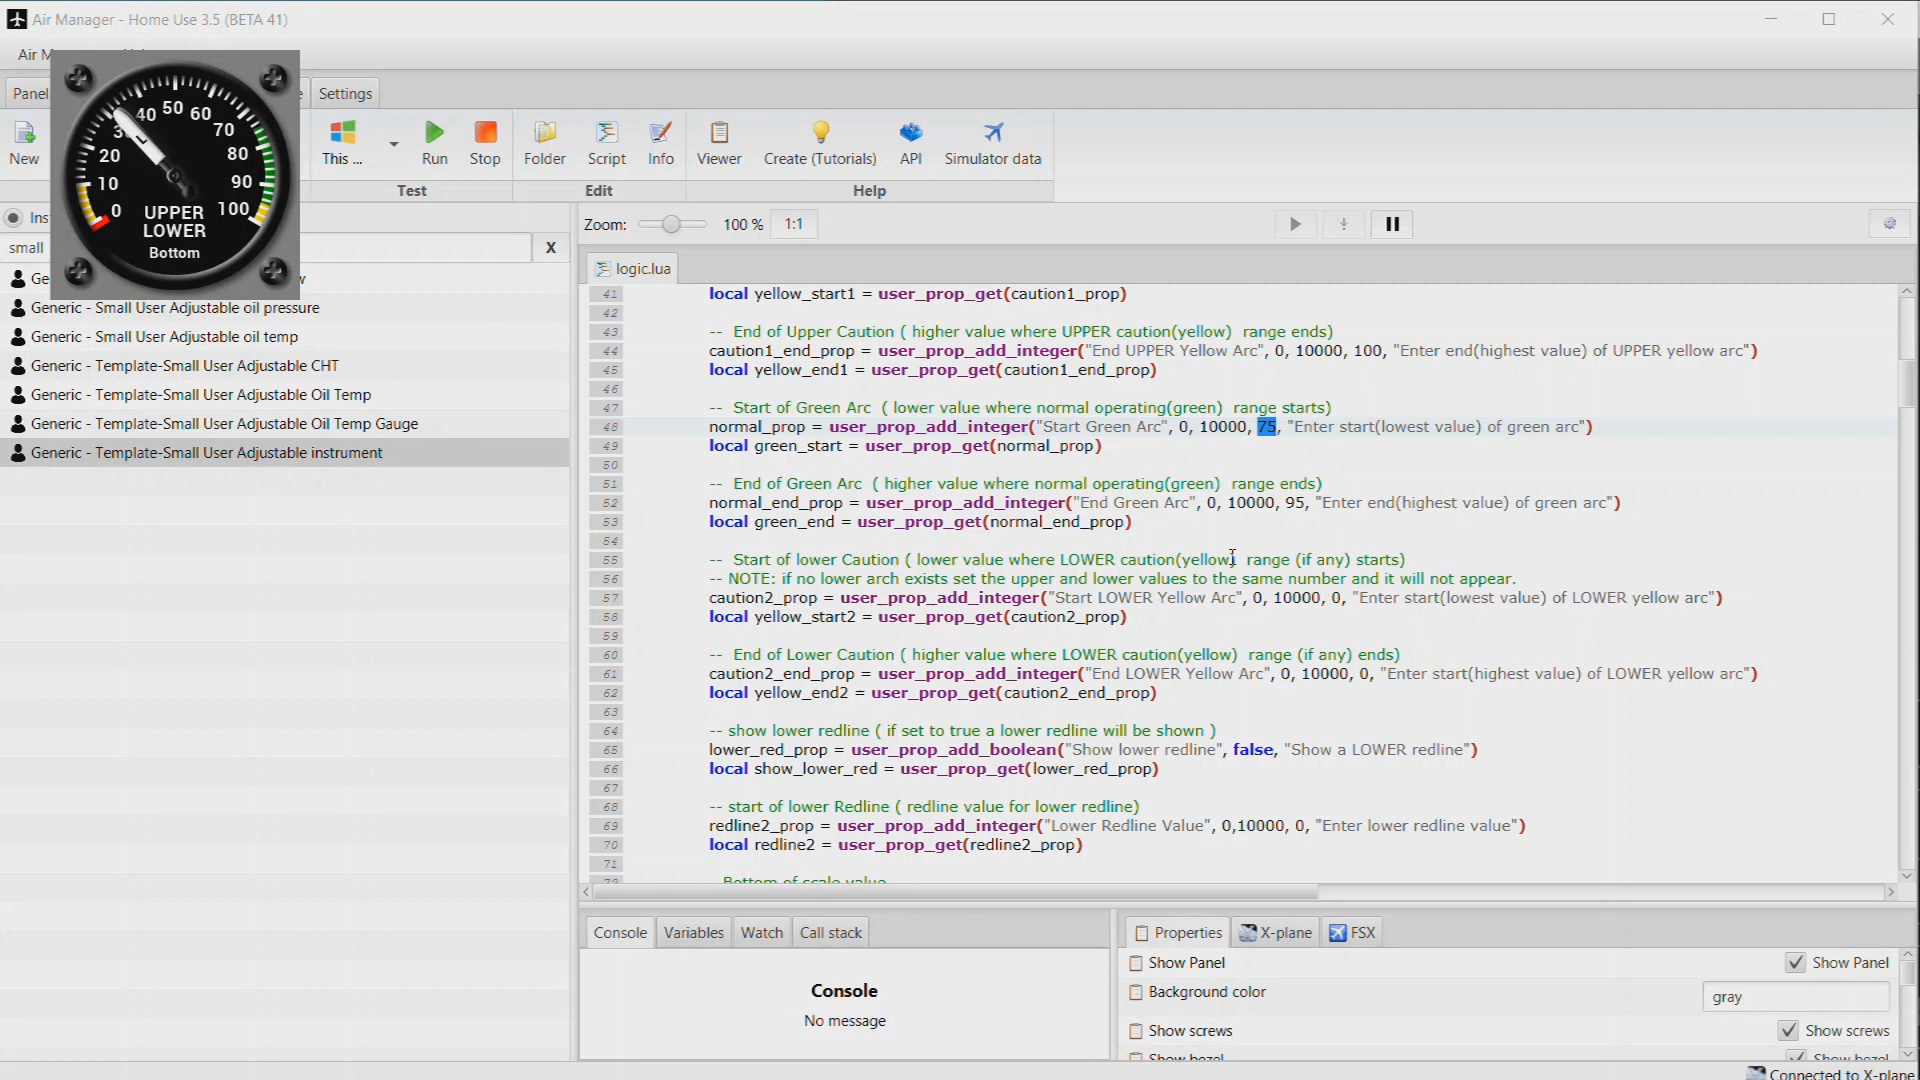 Air Manager - Home Use 3.5 (BETA 41)
Air
Panel
Settings
New
This ...
Run
Stop
Folder
Script
Info
Viewer
Create (Tutorials)
API
Simulator data
Test
Edit
Help
0
10
20
40
50
60
70
80
90
100
UPPER
LOWER
Bottom
small
X
Generic - Small User Adjustable oil pressure
Generic - Small User Adjustable oil temp
Generic - Template-Small User Adjustable CHT
Generic - Template-Small User Adjustable Oil Temp
Generic - Template-Small User Adjustable Oil Temp Gauge
Generic - Template-Small User Adjustable instrument
Zoom:
100 %
1:1
logic.lua
41 local yellow_start1 = user_prop_get(caution1_prop)
42
43 -- End of Upper Caution ( higher value where UPPER caution(yellow) range ends)
44 caution1_end_prop = user_prop_add_integer("End UPPER Yellow Arc", 0, 10000, 100, "Enter end(highest value) of UPPER yellow arc")
45 local yellow_end1 = user_prop_get(caution1_end_prop)
46
47 -- Start of Green Arc ( lower value where normal operating(green) range starts)
48 normal_prop = user_prop_add_integer("Start Green Arc", 0, 10000, 75, "Enter start(lowest value) of green arc")
49 local green_start = user_prop_get(normal_prop)
50
51 -- End of Green Arc ( higher value where normal operating(green) range ends)
52 normal_end_prop = user_prop_add_integer("End Green Arc", 0, 10000, 95, "Enter end(highest value) of green arc")
53 local green_end = user_prop_get(normal_end_prop)
54
55 -- Start of lower Caution ( lower value where LOWER caution(yellow) range (if any) starts)
56 -- NOTE: if no lower arch exists set the upper and lower values to the same number and it will not appear.
57 caution2_prop = user_prop_add_integer("Start LOWER Yellow Arc", 0, 10000, 0, "Enter start(lowest value) of LOWER yellow arc")
58 local yellow_start2 = user_prop_get(caution2_prop)
59
60 -- End of Lower Caution ( higher value where LOWER caution(yellow) range (if any) ends)
61 caution2_end_prop = user_prop_add_integer("End LOWER Yellow Arc", 0, 10000, 0, "Enter start(highest value) of LOWER yellow arc")
62 local yellow_end2 = user_prop_get(caution2_end_prop)
63
64 -- show lower redline ( if set to true a lower redline will be shown )
65 lower_red_prop = user_prop_add_boolean("Show lower redline", false, "Show a LOWER redline")
66 local show_lower_red = user_prop_get(lower_red_prop)
67
68 -- start of lower Redline ( redline value for lower redline)
69 redline2_prop = user_prop_add_integer("Lower Redline Value", 0,10000, 0, "Enter lower redline value")
70 local redline2 = user_prop_get(redline2_prop)
71
Bottom of scale value
Console
Variables
Watch
Call stack
Console
No message
Properties
X-plane
FSX
Show Panel
Show Panel
Background color
gray
Show screws
Show screws
Show bezel
Show bezel
Connected to X-plane